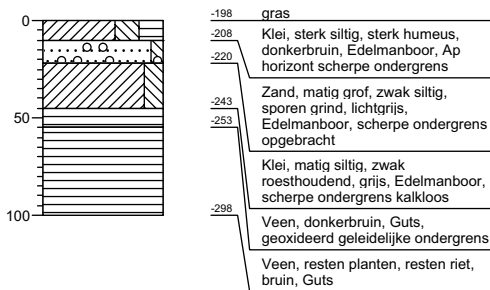 0
50
100
-198
-208
-220
-243
-253
-298
gras
Klei, sterk siltig, sterk humeus,
donkerbruin, Edelmanboor, Ap
horizont scherpe ondergrens
Zand, matig grof, zwak siltig,
sporen grind, lichtgrijs,
Edelmanboor, scherpe ondergrens
opgebracht
Klei, matig siltig, zwak
roesthoudend, grijs, Edelmanboor,
scherpe ondergrens kalkloos
Veen, donkerbruin, Guts,
geoxideerd geleidelijke ondergrens
Veen, resten planten, resten riet,
bruin, Guts